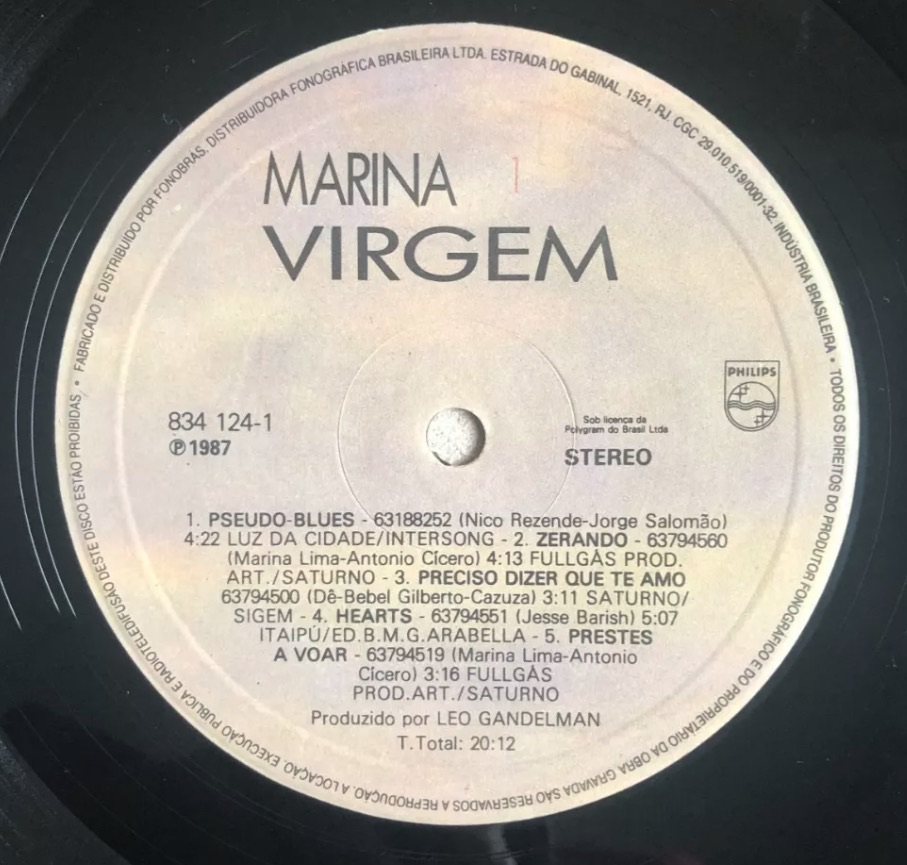 FABRICADO E DISTRIBUIDO POR FONOBRAS, DISTRIBUIDORA FONOGRÁFICA BRASILEIRA LTDA. ESTRADA DO GABINAL, 1521, RJ. CGC 29.010.519/0001-32. INDÚSTRIA BRASILEIRA • TODOS OS DIREITOS DO PRODUTOR FONOGRÁFICO E DO PROPRIETÁRIO DA OBRA GRAVADA SÃO RESERVADOS A REPRODUÇÃO, A LOCAÇÃO, EXECUÇÃO PUBLICA E RADIOTELEDIFUSÃO DESTE DISCO ESTÃO PROIBIDAS. •
MARINA 1
VIRGEM
PHILIPS
834 124-1
℗ 1987
Sob licença da
Polygram do Brasil Ltda
STEREO
1. PSEUDO-BLUES - 63188252 (Nico Rezende-Jorge Salomão)
4:22 LUZ DA CIDADE/INTERSONG - 2. ZERANDO - 63794560
(Marina Lima-Antonio Cícero) 4:13 FULLGÁS PROD.
ART./SATURNO - 3. PRECISO DIZER QUE TE AMO
63794500 (Dê-Bebel Gilberto-Cazuza) 3:11 SATURNO/
SIGEM - 4. HEARTS - 63794551 (Jesse Barish) 5:07
ITAIPÚ/ED.B.M.G.ARABELLA - 5. PRESTES
A VOAR - 63794519 (Marina Lima-Antonio
Cícero) 3:16 FULLGÁS
PROD.ART./SATURNO
Produzido por LEO GANDELMAN
T.Total: 20:12